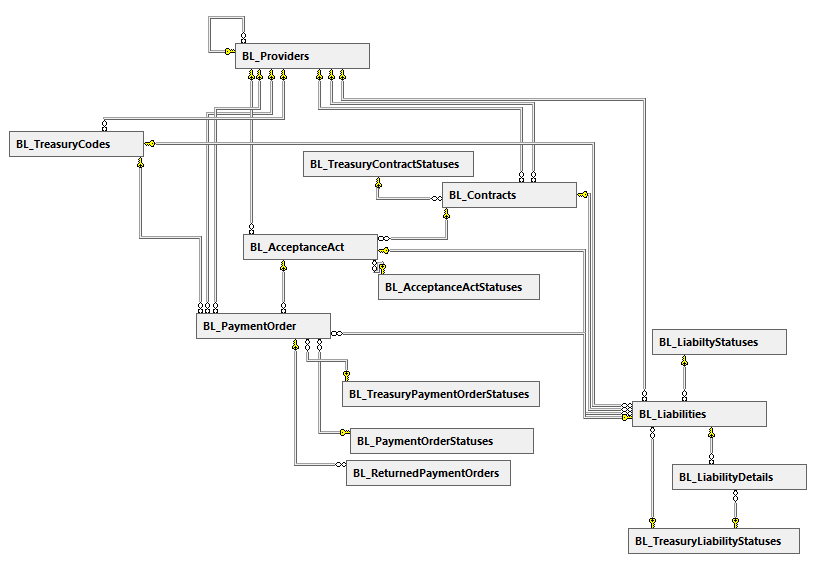 BL_Providers
BL_TreasuryCodes
BL_TreasuryContractStatuses
BL_Contracts
BL_AcceptanceAct
BL_AcceptanceActStatuses
BL_PaymentOrder
BL_LiabiltyStatuses
BL_TreasuryPaymentOrderStatuses
BL_Liabilities
BL_PaymentOrderStatuses
BL_ReturnedPaymentOrders
BL_LiabilityDetails
BL_TreasuryLiabilityStatuses